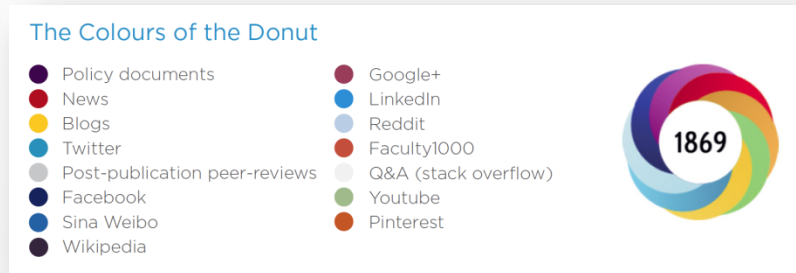 The Colours of the Donut
Policy documents
News
Blogs
Twitter
Post-publication peer-reviews
Facebook
Sina Weibo
Wikipedia
Google+
LinkedIn
Reddit
Faculty1000
Q&A (stack overflow)
Youtube
Pinterest
1869